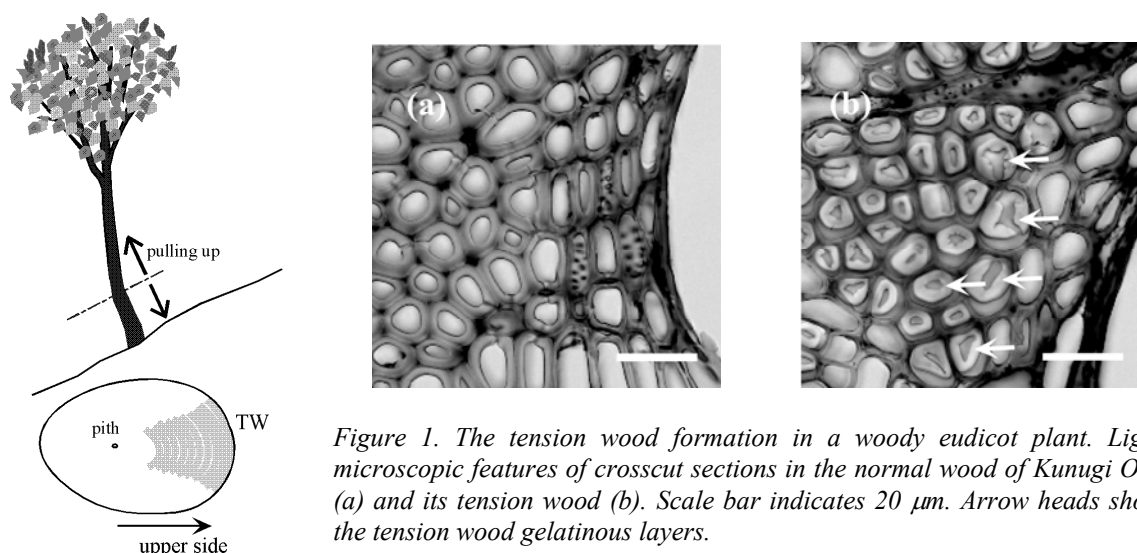 (a)
(b)
pulling up
TW
pith
upper side
Figure 1. The tension wood formation in a woody eudicot plant. Lig
microscopic features of crosscut sections in the normal wood of Kunugi O
(a) and its tension wood (b). Scale bar indicates 20 μm. Arrow heads sho
the tension wood gelatinous layers.